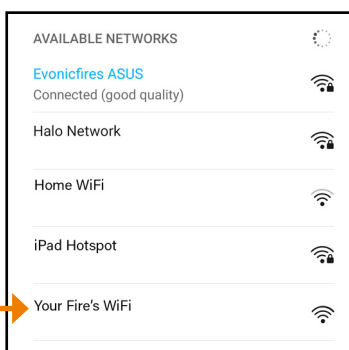 AVAILABLE NETWORKS
Evonicfires ASUS
Connected (good quality)
Halo Network
Home WiFi
iPad Hotspot
Your Fire's WiFi